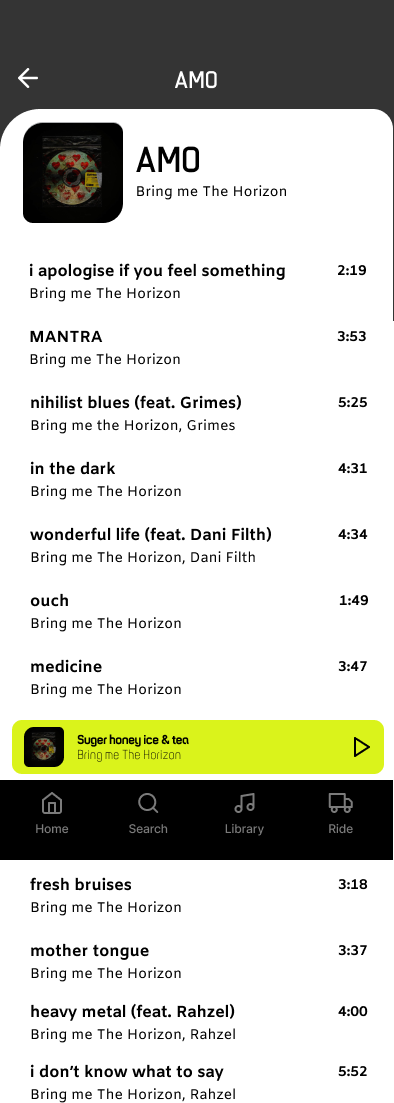 AMO
AMO
Bring me The Horizon
i apologise if you feel something 2:19
Bring me The Horizon
MANTRA 3:53
Bring me The Horizon
nihilist blues (feat. Grimes) 5:25
Bring me the Horizon, Grimes
in the dark 4:31
Bring me The Horizon
wonderful life (feat. Dani Filth) 4:34
Bring me The Horizon, Dani Filth
ouch 1:49
Bring me The Horizon
medicine 3:47
Bring me The Horizon
Suger honey ice & tea
Bring me The Horizon
Home Search Library Ride
fresh bruises 3:18
Bring me The Horizon
mother tongue 3:37
Bring me The Horizon
heavy metal (feat. Rahzel) 4:00
Bring me The Horizon, Rahzel
i don’t know what to say 5:52
Bring me The Horizon, Rahzel